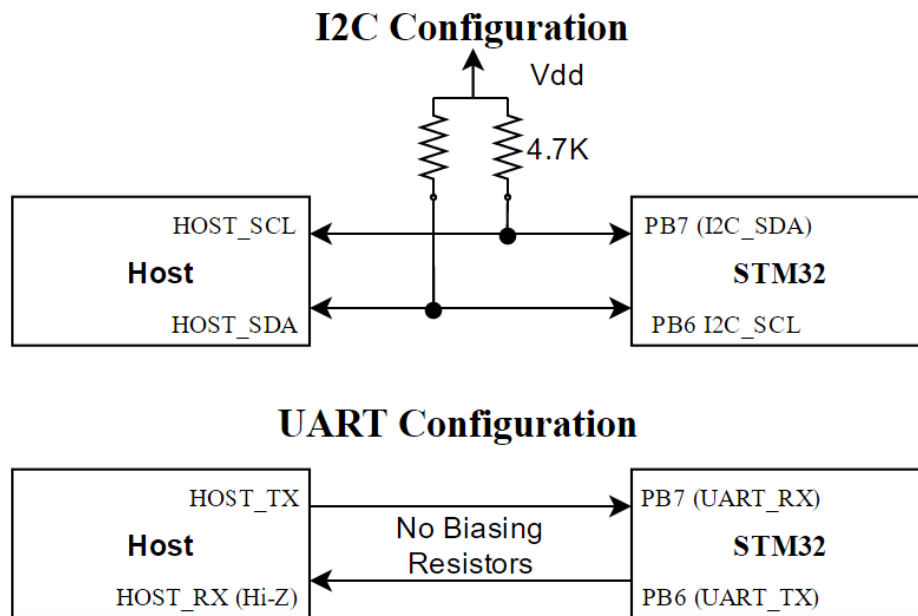 I2C Configuration
Vdd
4.7K
HOST_SCL
PB7 (I2C_SDA)
Host
STM32
HOST_SDA
PB6 I2C_SCL
UART Configuration
HOST_TX
PB7 (UART_RX)
No Biasing
Resistors
Host
STM32
HOST_RX (Hi-Z)
PB6 (UART_TX)